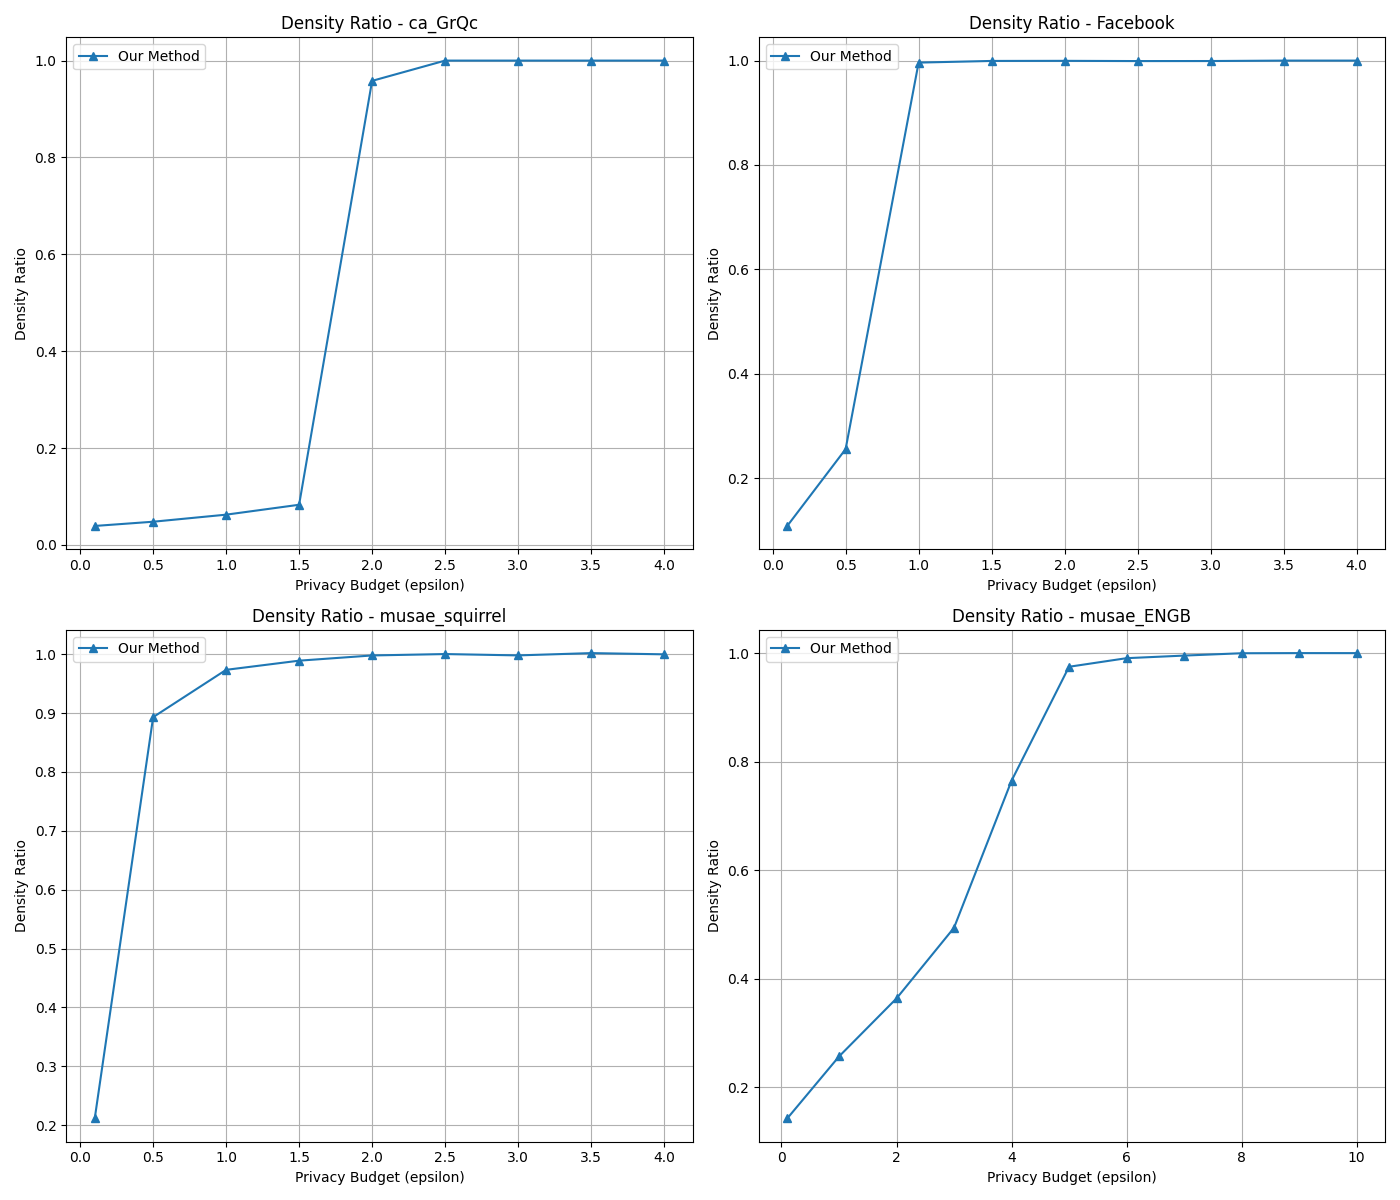 Density Ratio - ca_GrQc
Our Method
1.0
0.8
0.6
0.4
0.2
0.0
Density Ratio
0.0 0.5 1.0 1.5 2.0 2.5 3.0 3.5 4.0
Privacy Budget (epsilon)
Density Ratio - Facebook
Our Method
1.0
0.8
0.6
0.4
0.2
Density Ratio
0.0 0.5 1.0 1.5 2.0 2.5 3.0 3.5 4.0
Privacy Budget (epsilon)
Density Ratio - musae_squirrel
Our Method
1.0
0.9
0.8
0.7
0.6
0.5
0.4
0.3
0.2
Density Ratio
0.0 0.5 1.0 1.5 2.0 2.5 3.0 3.5 4.0
Privacy Budget (epsilon)
Density Ratio - musae_ENGB
Our Method
1.0
0.8
0.6
0.4
0.2
Density Ratio
0 2 4 6 8 10
Privacy Budget (epsilon)